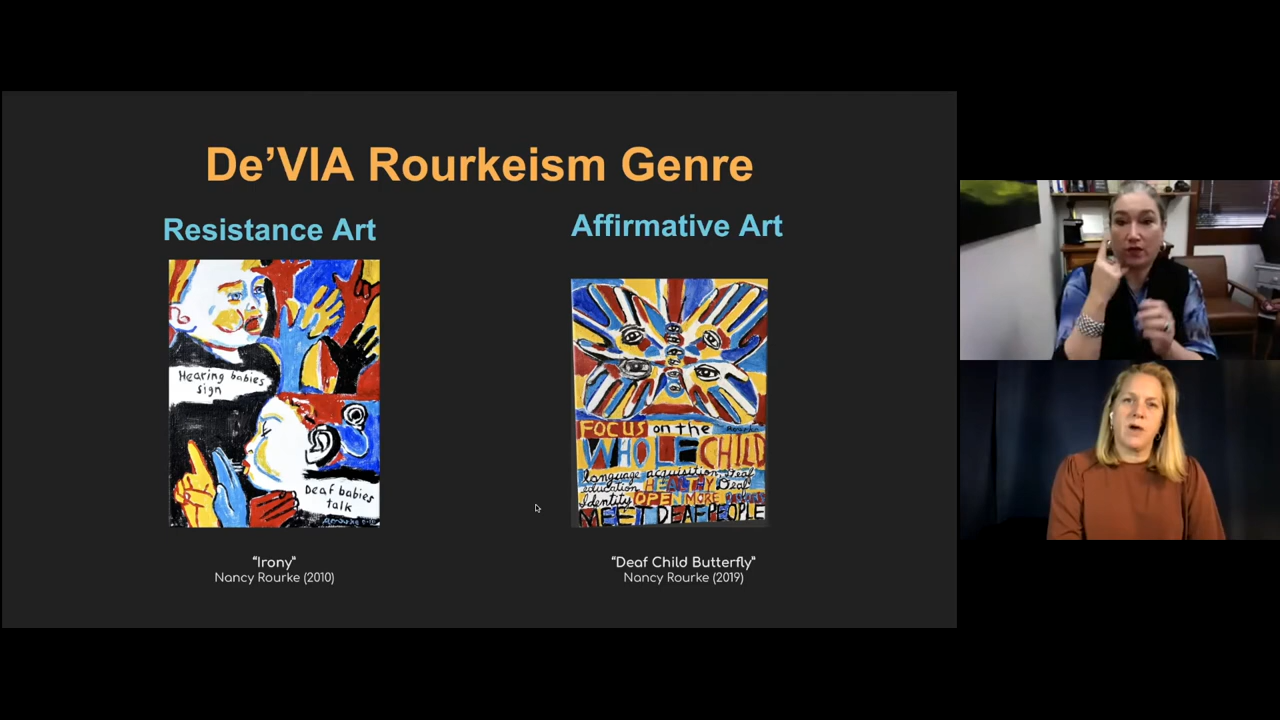 De’VIA Rourkeism Genre
Resistance Art
Hearing babies
sign
Deaf babies
talk
“Irony”
Nancy Rourke (2010)
Affirmative Art
FOCUS on the
WHOLE CHILD
language acquisition Deaf
education HEALTHY Deaf
Identity OPEN MORE
MEET DEAF PEOPLE
“Deaf Child Butterfly”
Nancy Rourke (2019)